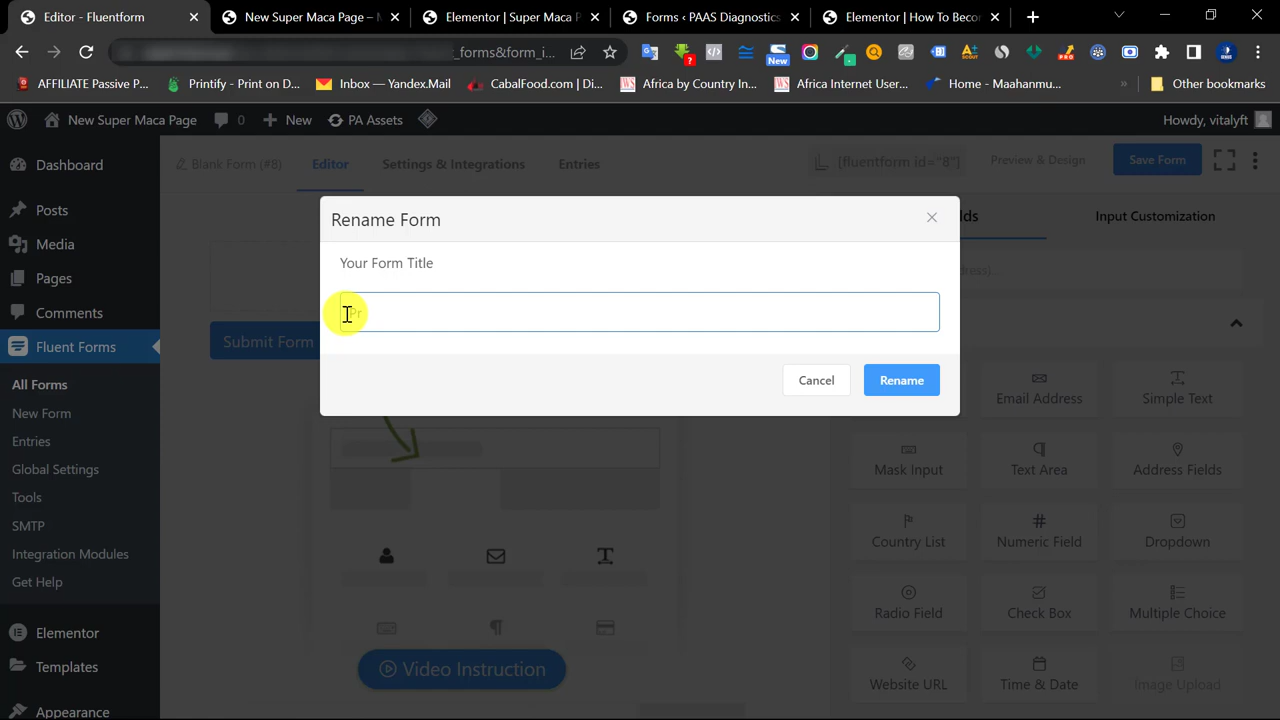 Editor - Fluentform
New Super Maca Page – N
Elementor | Super Maca P
Forms ‹ PAAS Diagnostics
Elementor | How To Becor
_forms&form_i...
New
?
SCOUT
PRO
AFFILIATE Passive P...
Printify - Print on D...
Inbox — Yandex.Mail
CabalFood.com | Di...
Africa by Country In...
Africa Internet User...
Home - Maahanmu...
»
Other bookmarks
New Super Maca Page
0
New
PA Assets
Howdy, vitalyft
Dashboard
Posts
Media
Pages
Comments
Fluent Forms
All Forms
New Form
Entries
Global Settings
Tools
SMTP
Integration Modules
Get Help
Elementor
Templates
Appearance
Blank Form (#8)
Editor
Settings & Integrations
Entries
[fluentform id="8"]
Preview & Design
Save Form
Rename Form
Your Form Title
Pr
Cancel
Rename
Submit Form
Video Instruction
lds
Input Customization
dress)...
Email Address
Simple Text
Mask Input
Text Area
Address Fields
Country List
Numeric Field
Dropdown
Radio Field
Check Box
Multiple Choice
Website URL
Time & Date
Image Upload